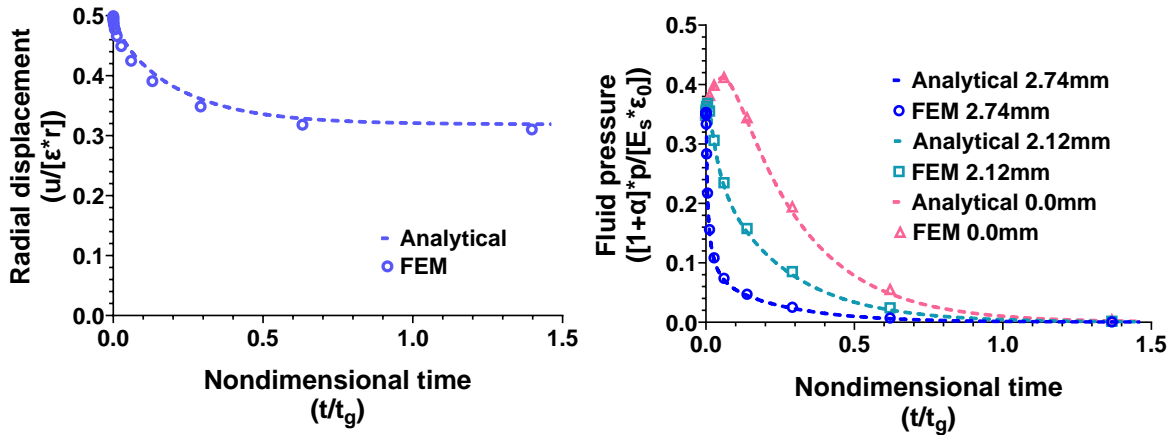 Radial displacement
(u/[ε*r])
0.5
0.4
0.3
0.2
0.1
0.0
Analytical
FEM
0.0 0.5 1.0 1.5
Nondimensional time
(t/tg)
Fluid pressure
([1+α]*p/[Es*ε0])
0.5
0.4
0.3
0.2
0.1
0.0
Analytical 2.74mm
FEM 2.74mm
Analytical 2.12mm
FEM 2.12mm
Analytical 0.0mm
FEM 0.0mm
0.0 0.5 1.0 1.5
Nondimensional time
(t/tg)